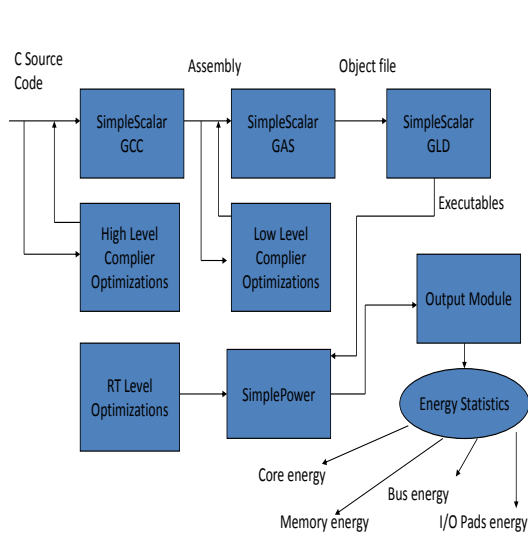 C Source
Code
Assembly
Object file
SimpleScalar
GCC
SimpleScalar
GAS
SimpleScalar
GLD
Executables
High Level
Complier
Optimizations
Low Level
Complier
Optimizations
Output Module
RT Level
Optimizations
SimplePower
Energy Statistics
Core energy
Bus energy
Memory energy
I/O Pads energy